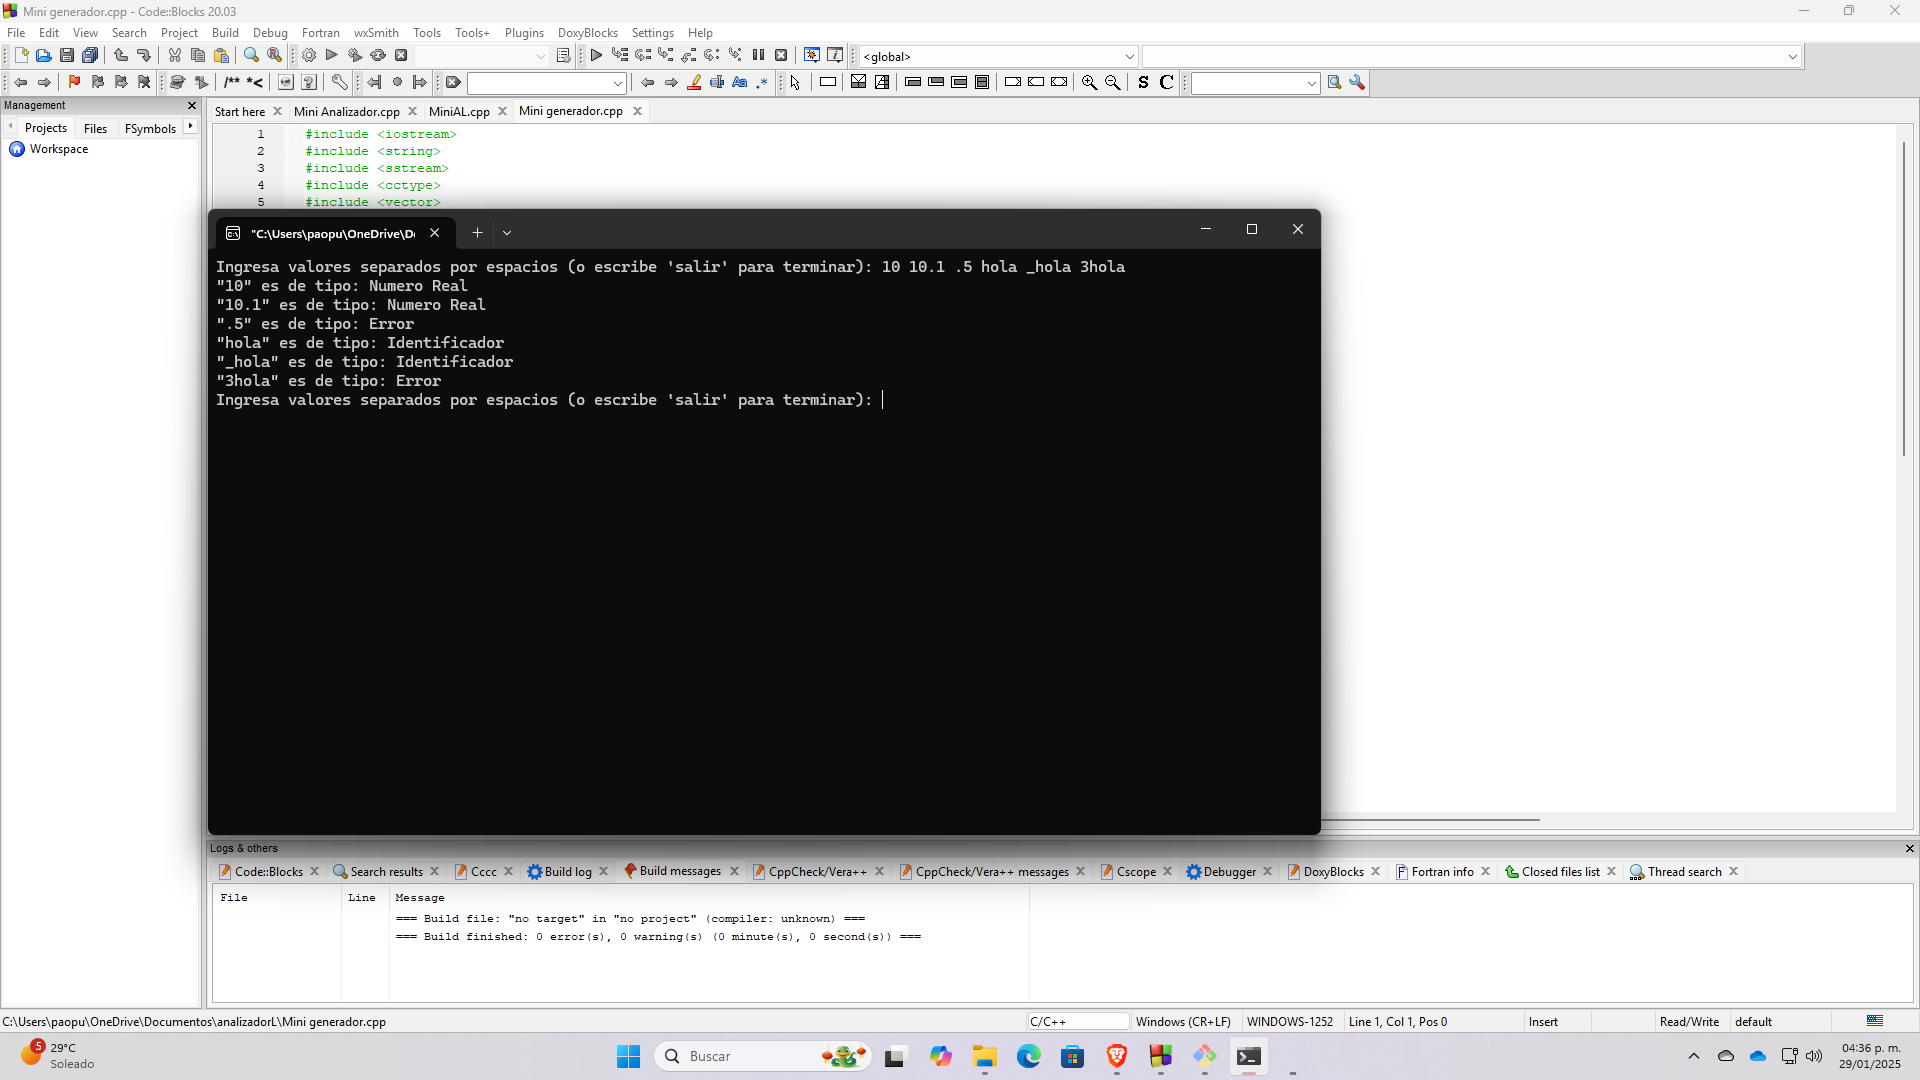 Mini generador.cpp - Code::Blocks 20.03
File Edit View Search Project Build Debug Fortran wxSmith Tools Tools+ Plugins DoxyBlocks Settings Help
<global>
/** *< Aa .* S C
Management
Start here Mini Analizador.cpp MiniAL.cpp Mini generador.cpp
Projects Files FSymbols
Workspace
1 #include <iostream>
2 #include <string>
3 #include <sstream>
4 #include <cctype>
5 #include <vector>
"C:\Users\paopu\OneDrive\D
Ingresa valores separados por espacios (o escribe 'salir' para terminar): 10 10.1 .5 hola _hola 3hola
"10" es de tipo: Numero Real
"10.1" es de tipo: Numero Real
".5" es de tipo: Error
"hola" es de tipo: Identificador
"_hola" es de tipo: Identificador
"3hola" es de tipo: Error
Ingresa valores separados por espacios (o escribe 'salir' para terminar):
Logs & others
Code::Blocks Search results Cccc Build log Build messages CppCheck/Vera++ CppCheck/Vera++ messages Cscope Debugger DoxyBlocks Fortran info Closed files list Thread search
File Line Message
=== Build file: "no target" in "no project" (compiler: unknown) ===
=== Build finished: 0 error(s), 0 warning(s) (0 minute(s), 0 second(s)) ===
C:\Users\paopu\OneDrive\Documentos\analizadorL\Mini generador.cpp C/C++ Windows (CR+LF) WINDOWS-1252 Line 1, Col 1, Pos 0 Insert Read/Write default
5
29°C
Soleado
Buscar
04:36 p. m.
29/01/2025